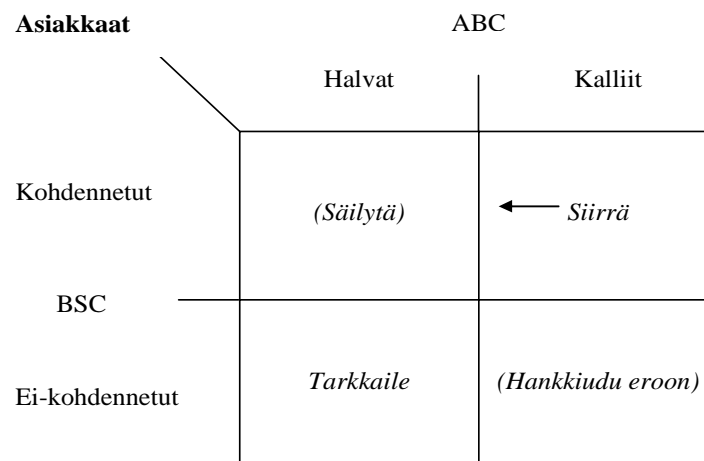 Asiakkaat ABC
Halvat Kalliit
Kohdennetut (Säilytä) Siirrä
BSC
Ei-kohdennetut Tarkkaile (Hankkiudu eroon)